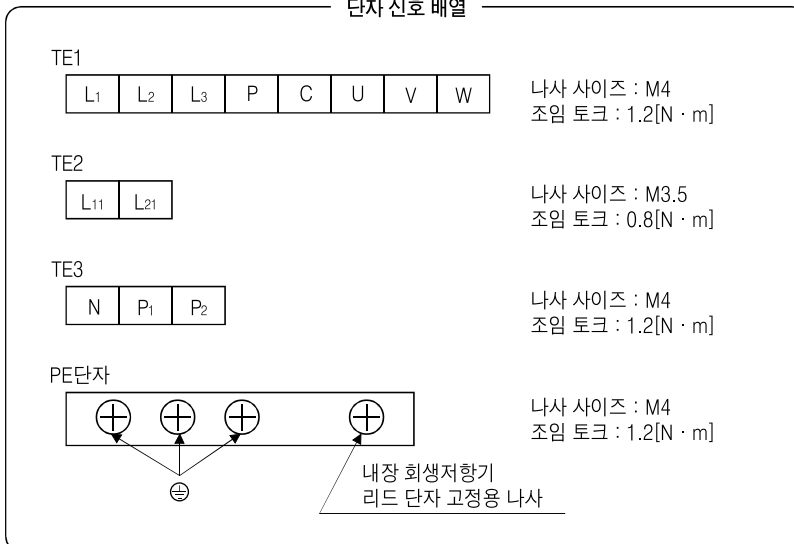 단자 신호 배열
TE1
L1 L2 L3 P C U V W
나사 사이즈 : M4
조임 토크 : 1.2[N · m]
TE2
L11 L21
나사 사이즈 : M3.5
조임 토크 : 0.8[N · m]
TE3
N P1 P2
나사 사이즈 : M4
조임 토크 : 1.2[N · m]
PE단자
나사 사이즈 : M4
조임 토크 : 1.2[N · m]
내장 회생저항기
리드 단자 고정용 나사